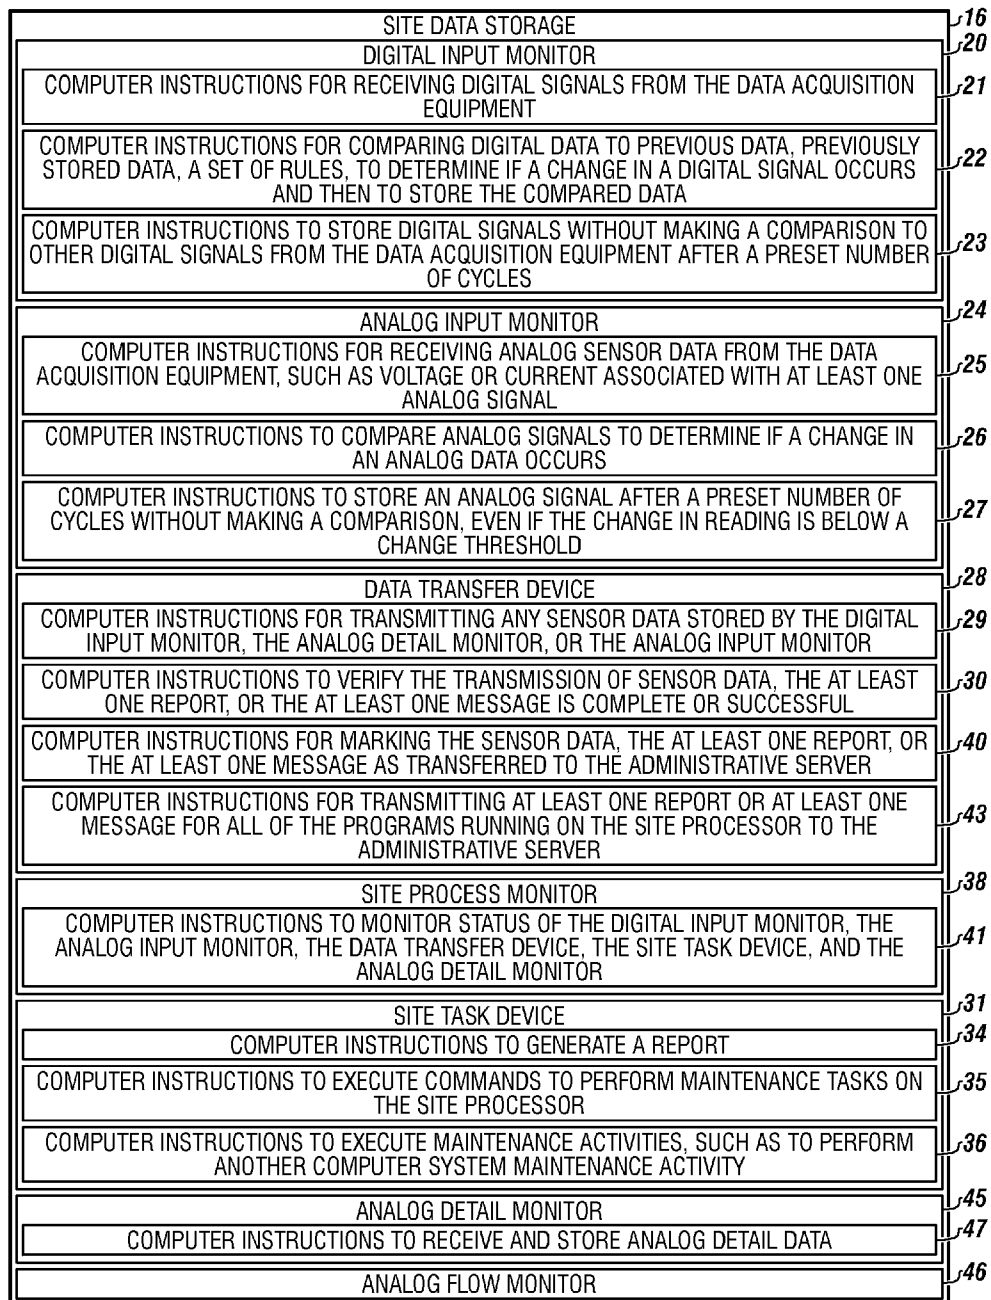 SITE DATA STORAGE 16
DIGITAL INPUT MONITOR 20
COMPUTER INSTRUCTIONS FOR RECEIVING DIGITAL SIGNALS FROM THE DATA ACQUISITION 21
EQUIPMENT
COMPUTER INSTRUCTIONS FOR COMPARING DIGITAL DATA TO PREVIOUS DATA, PREVIOUSLY
STORED DATA, A SET OF RULES, TO DETERMINE IF A CHANGE IN A DIGITAL SIGNAL OCCURS 22
AND THEN TO STORE THE COMPARED DATA
COMPUTER INSTRUCTIONS TO STORE DIGITAL SIGNALS WITHOUT MAKING A COMPARISON TO
OTHER DIGITAL SIGNALS FROM THE DATA ACQUISITION EQUIPMENT AFTER A PRESET NUMBER 23
OF CYCLES
ANALOG INPUT MONITOR 24
COMPUTER INSTRUCTIONS FOR RECEIVING ANALOG SENSOR DATA FROM THE DATA
ACQUISITION EQUIPMENT, SUCH AS VOLTAGE OR CURRENT ASSOCIATED WITH AT LEAST ONE 25
ANALOG SIGNAL
COMPUTER INSTRUCTIONS TO COMPARE ANALOG SIGNALS TO DETERMINE IF A CHANGE IN 26
AN ANALOG DATA OCCURS
COMPUTER INSTRUCTIONS TO STORE AN ANALOG SIGNAL AFTER A PRESET NUMBER OF
CYCLES WITHOUT MAKING A COMPARISON, EVEN IF THE CHANGE IN READING IS BELOW A 27
CHANGE THRESHOLD
DATA TRANSFER DEVICE 28
COMPUTER INSTRUCTIONS FOR TRANSMITTING ANY SENSOR DATA STORED BY THE DIGITAL 29
INPUT MONITOR, THE ANALOG DETAIL MONITOR, OR THE ANALOG INPUT MONITOR
COMPUTER INSTRUCTIONS TO VERIFY THE TRANSMISSION OF SENSOR DATA, THE AT LEAST 30
ONE REPORT, OR THE AT LEAST ONE MESSAGE IS COMPLETE OR SUCCESSFUL
COMPUTER INSTRUCTIONS FOR MARKING THE SENSOR DATA, THE AT LEAST ONE REPORT, OR 40
THE AT LEAST ONE MESSAGE AS TRANSFERRED TO THE ADMINISTRATIVE SERVER
COMPUTER INSTRUCTIONS FOR TRANSMITTING AT LEAST ONE REPORT OR AT LEAST ONE
MESSAGE FOR ALL OF THE PROGRAMS RUNNING ON THE SITE PROCESSOR TO THE 43
ADMINISTRATIVE SERVER
SITE PROCESS MONITOR 38
COMPUTER INSTRUCTIONS TO MONITOR STATUS OF THE DIGITAL INPUT MONITOR, THE
ANALOG INPUT MONITOR, THE DATA TRANSFER DEVICE, THE SITE TASK DEVICE, AND THE 41
ANALOG DETAIL MONITOR
SITE TASK DEVICE 31
COMPUTER INSTRUCTIONS TO GENERATE A REPORT 34
COMPUTER INSTRUCTIONS TO EXECUTE COMMANDS TO PERFORM MAINTENANCE TASKS ON 35
THE SITE PROCESSOR
COMPUTER INSTRUCTIONS TO EXECUTE MAINTENANCE ACTIVITIES, SUCH AS TO PERFORM 36
ANOTHER COMPUTER SYSTEM MAINTENANCE ACTIVITY
ANALOG DETAIL MONITOR 45
COMPUTER INSTRUCTIONS TO RECEIVE AND STORE ANALOG DETAIL DATA 47
ANALOG FLOW MONITOR 46